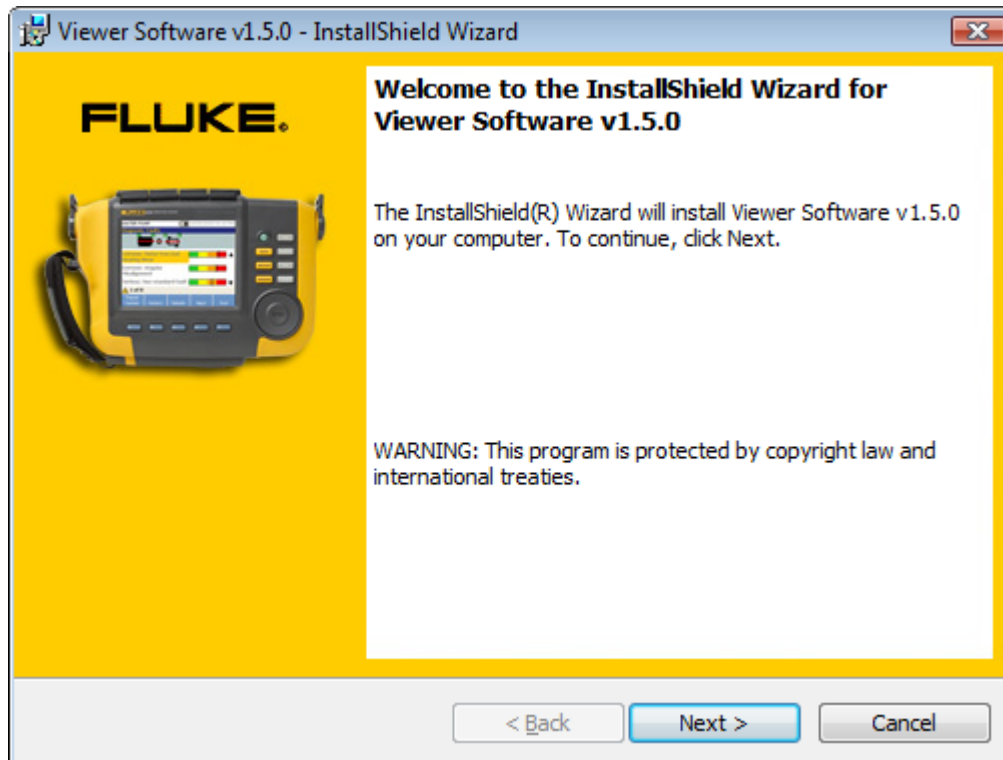 Viewer Software v1.5.0 - InstallShield Wizard
FLUKE®
Welcome to the InstallShield Wizard for
Viewer Software v1.5.0
The InstallShield(R) Wizard will install Viewer Software v1.5.0
on your computer. To continue, click Next.
WARNING: This program is protected by copyright law and
international treaties.
< Back
Next >
Cancel